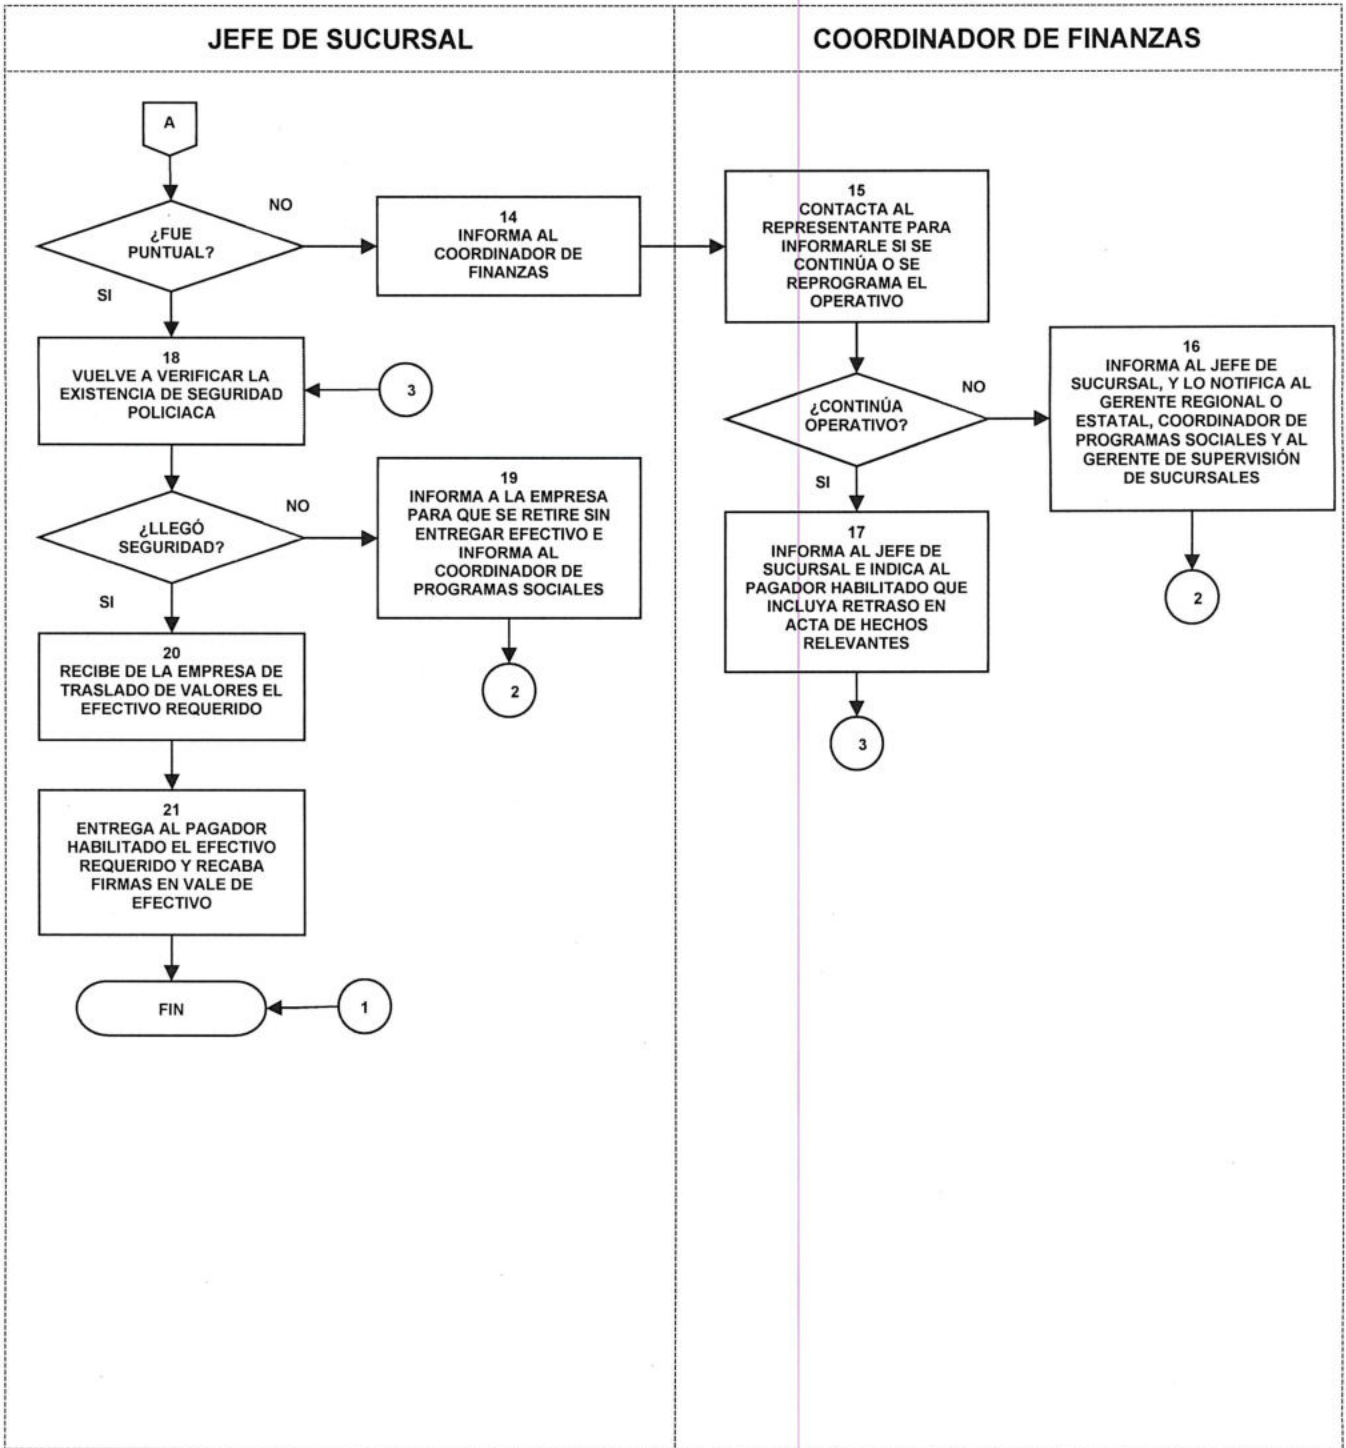 JEFE DE SUCURSAL
COORDINADOR DE FINANZAS
A
¿FUE
PUNTUAL?
NO
SI
14
INFORMA AL
COORDINADOR DE
FINANZAS
15
CONTACTA AL
REPRESENTANTE PARA
INFORMARLE SI SE
CONTINÚA O SE
REPROGRAMA EL
OPERATIVO
18
VUELVE A VERIFICAR LA
EXISTENCIA DE SEGURIDAD
POLICIACA
3
¿CONTINÚA
OPERATIVO?
NO
SI
16
INFORMA AL JEFE DE
SUCURSAL, Y LO NOTIFICA AL
GERENTE REGIONAL O
ESTATAL, COORDINADOR DE
PROGRAMAS SOCIALES Y AL
GERENTE DE SUPERVISIÓN
DE SUCURSALES
2
¿LLEGÓ
SEGURIDAD?
NO
SI
19
INFORMA A LA EMPRESA
PARA QUE SE RETIRE SIN
ENTREGAR EFECTIVO E
INFORMA AL
COORDINADOR DE
PROGRAMAS SOCIALES
2
17
INFORMA AL JEFE DE
SUCURSAL E INDICA AL
PAGADOR HABILITADO QUE
INCLUYA RETRASO EN
ACTA DE HECHOS
RELEVANTES
3
20
RECIBE DE LA EMPRESA DE
TRASLADO DE VALORES EL
EFECTIVO REQUERIDO
21
ENTREGA AL PAGADOR
HABILITADO EL EFECTIVO
REQUERIDO Y RECABA
FIRMAS EN VALE DE
EFECTIVO
FIN
1